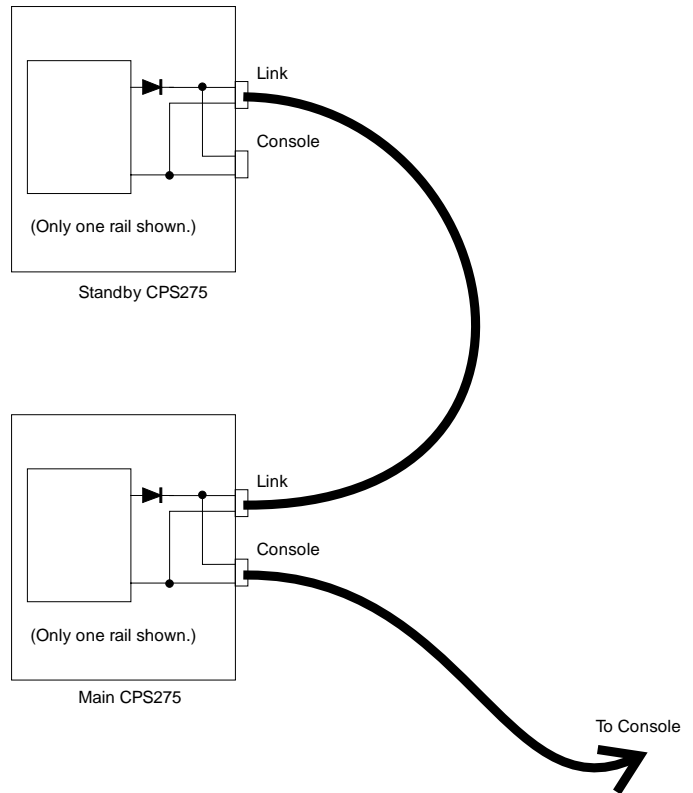 Link
Console
(Only one rail shown.)
Standby CPS275
Link
Console
(Only one rail shown.)
Main CPS275
To Console